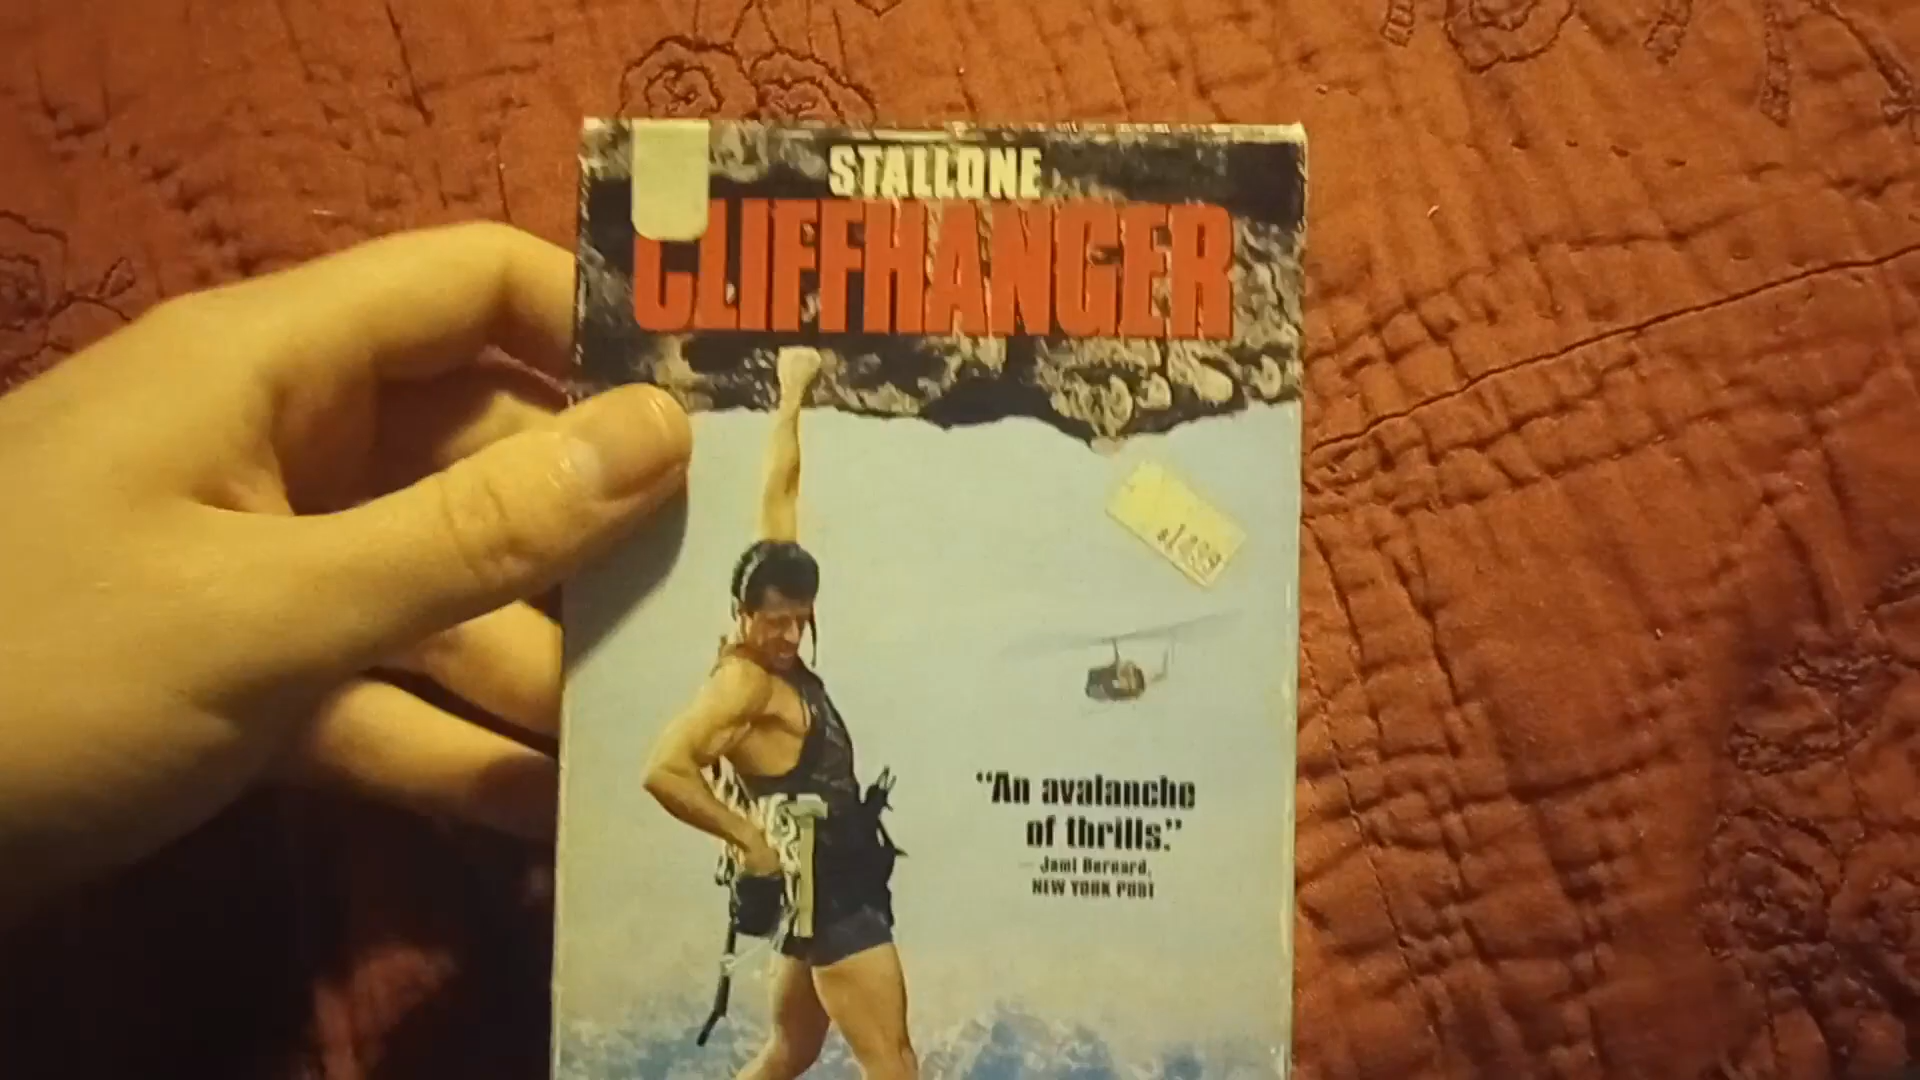 STALLONE
CLIFFHANGER
“An avalanche
of thrills.”
— Jami Bernard,
NEW YORK POST